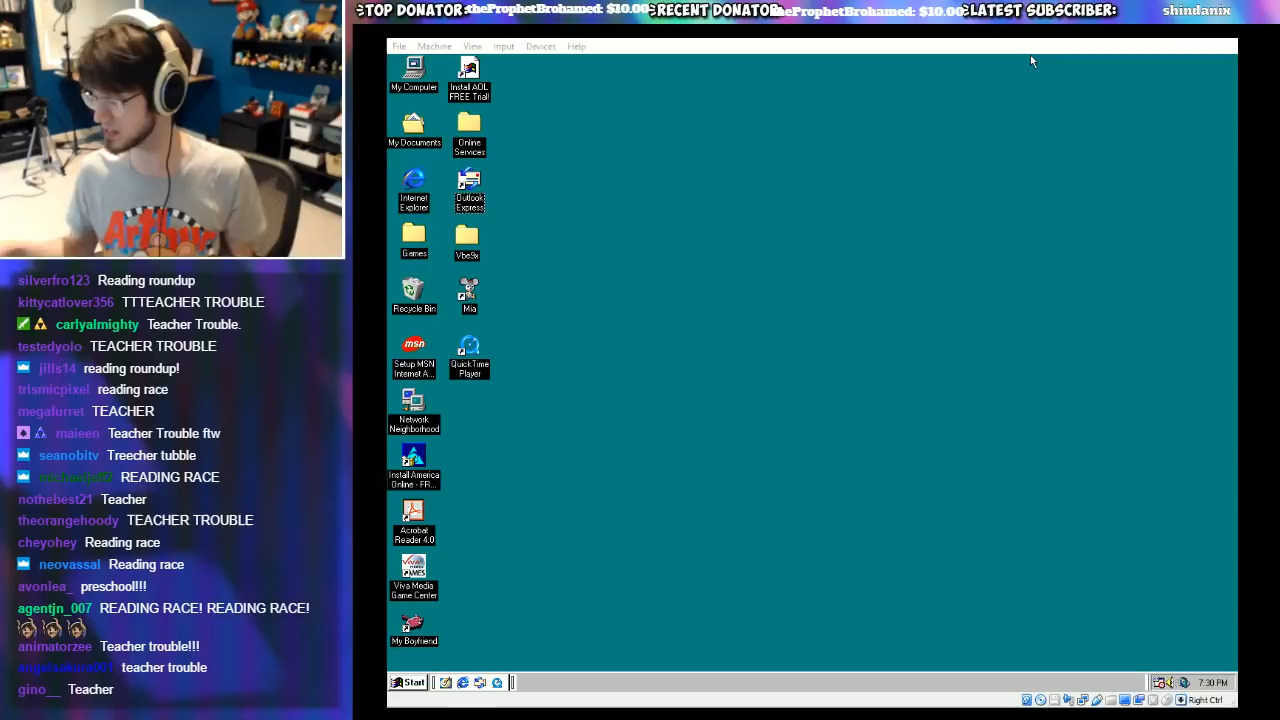 TOP DONATOR: theProphetBrohamed: $10.00 RECENT DONATOR: theProphetBrohamed: $10.00 LATEST SUBSCRIBER: shindanix
File Machine View Input Devices Help
My Computer
Install AOL
FREE Trial!
My Documents
Online
Services
Internet
Explorer
Outlook
Express
Games
Vbe9x
Recycle Bin
Mia
msn
Setup MSN
Internet A...
QuickTime
Player
Network
Neighborhood
Install America
Online - FR...
Acrobat
Reader 4.0
Viva Media
Game Center
My Boyfriend
Start
7:30 PM
Right Ctrl
Arthur
silverfro123 Reading roundup
kittycatlover356 TTTEACHER TROUBLE
carlyalmighty Teacher Trouble.
testedyolo TEACHER TROUBLE
jills14 reading roundup!
trismicpixel reading race
megafurret TEACHER
maieen Teacher Trouble ftw
seanobitv Treecher tubble
READING RACE
nothebest21 Teacher
theorangehoody TEACHER TROUBLE
cheyohey Reading race
neovassal Reading race
avonlea_ preschool!!!
agentjn_007 READING RACE! READING RACE!
animatorzee Teacher trouble!!!
teacher trouble
gino__ Teacher